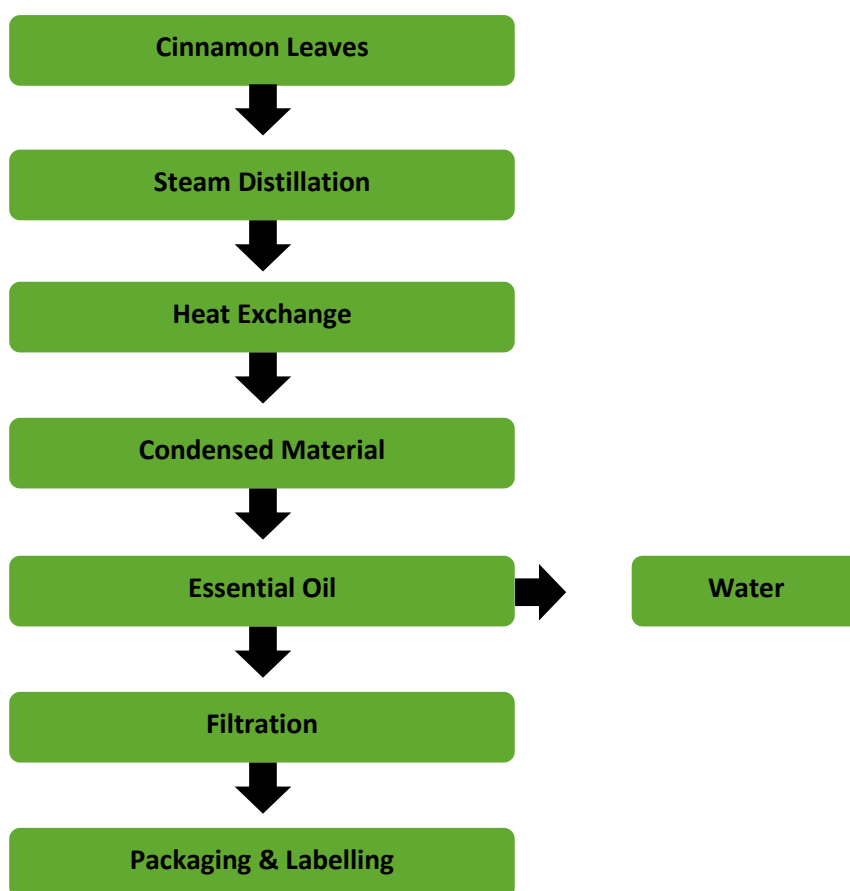 Cinnamon Leaves
Steam Distillation
Heat Exchange
Condensed Material
Essential Oil
Water
Filtration
Packaging & Labelling